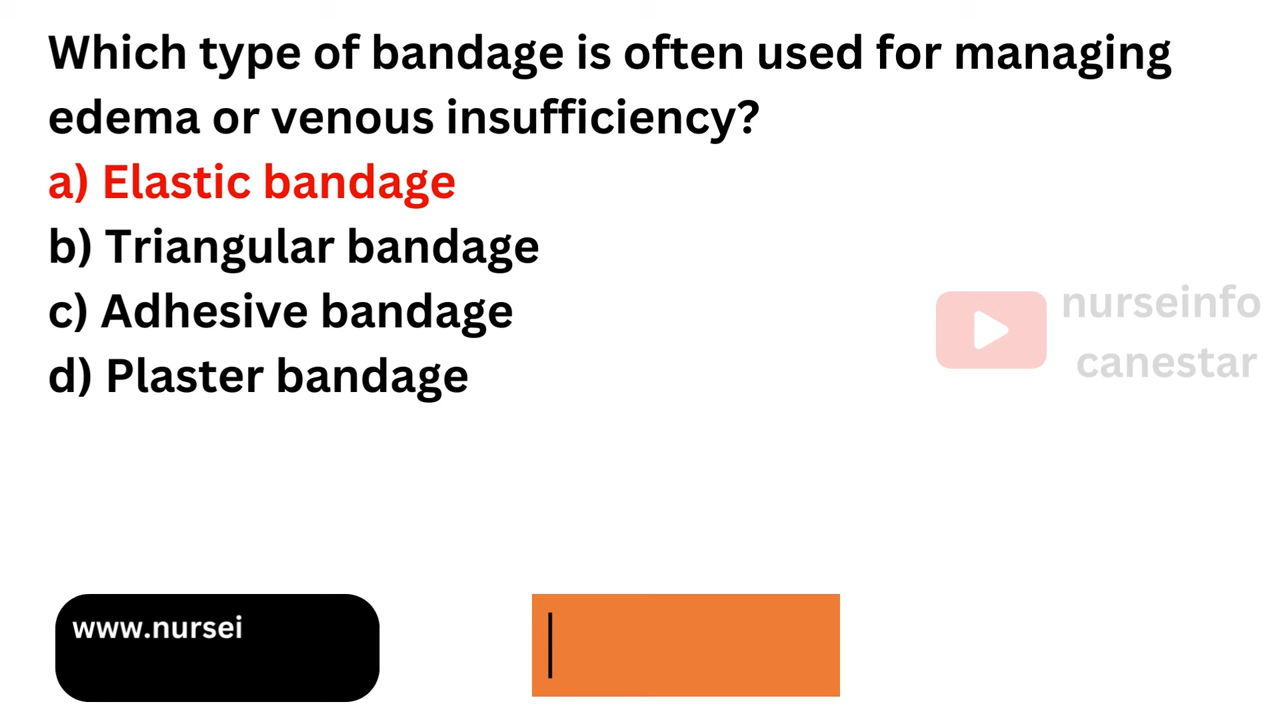 Which type of bandage is often used for managing
edema or venous insufficiency?
a) Elastic bandage
b) Triangular bandage
c) Adhesive bandage
d) Plaster bandage
nurseinfo
canestar
www.nursei